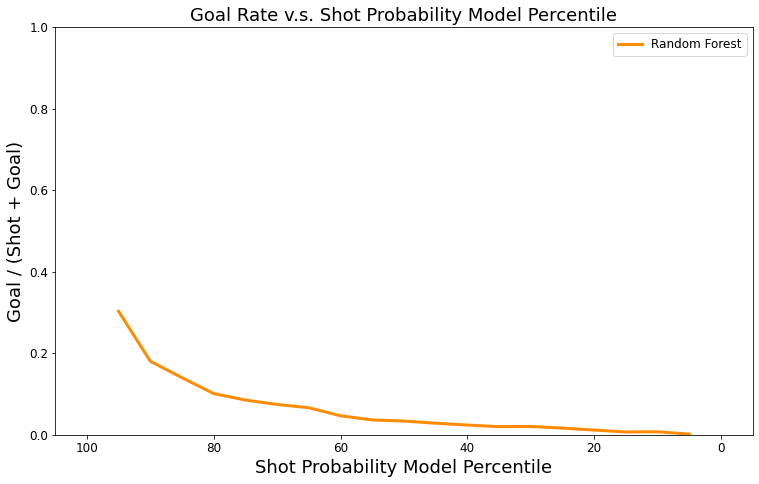 Goal Rate v.s. Shot Probability Model Percentile
Random Forest
Goal / (Shot + Goal)
1.0
0.8
0.6
0.4
0.2
0.0
100 80 60 40 20 0
Shot Probability Model Percentile